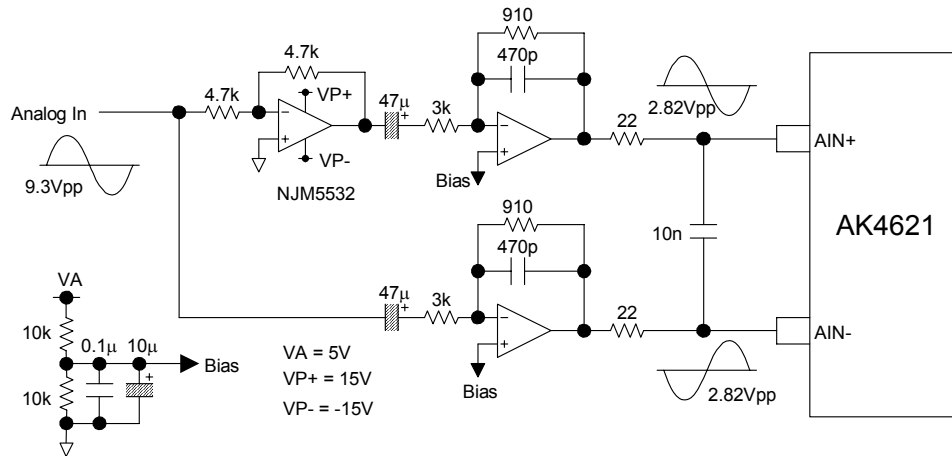 910
4.7k
470p
VP+
47μ
+
2.82Vpp
Analog In
4.7k
3k
22
−
+
−
+
AIN+
VP-
Bias
9.3Vpp
NJM5532
910
10n
AK4621
470p
VA
47μ
+
3k
22
−
+
AIN-
10k
0.1μ
10μ
+
Bias
VA = 5V
VP+ = 15V
VP- = -15V
Bias
2.82Vpp
10k